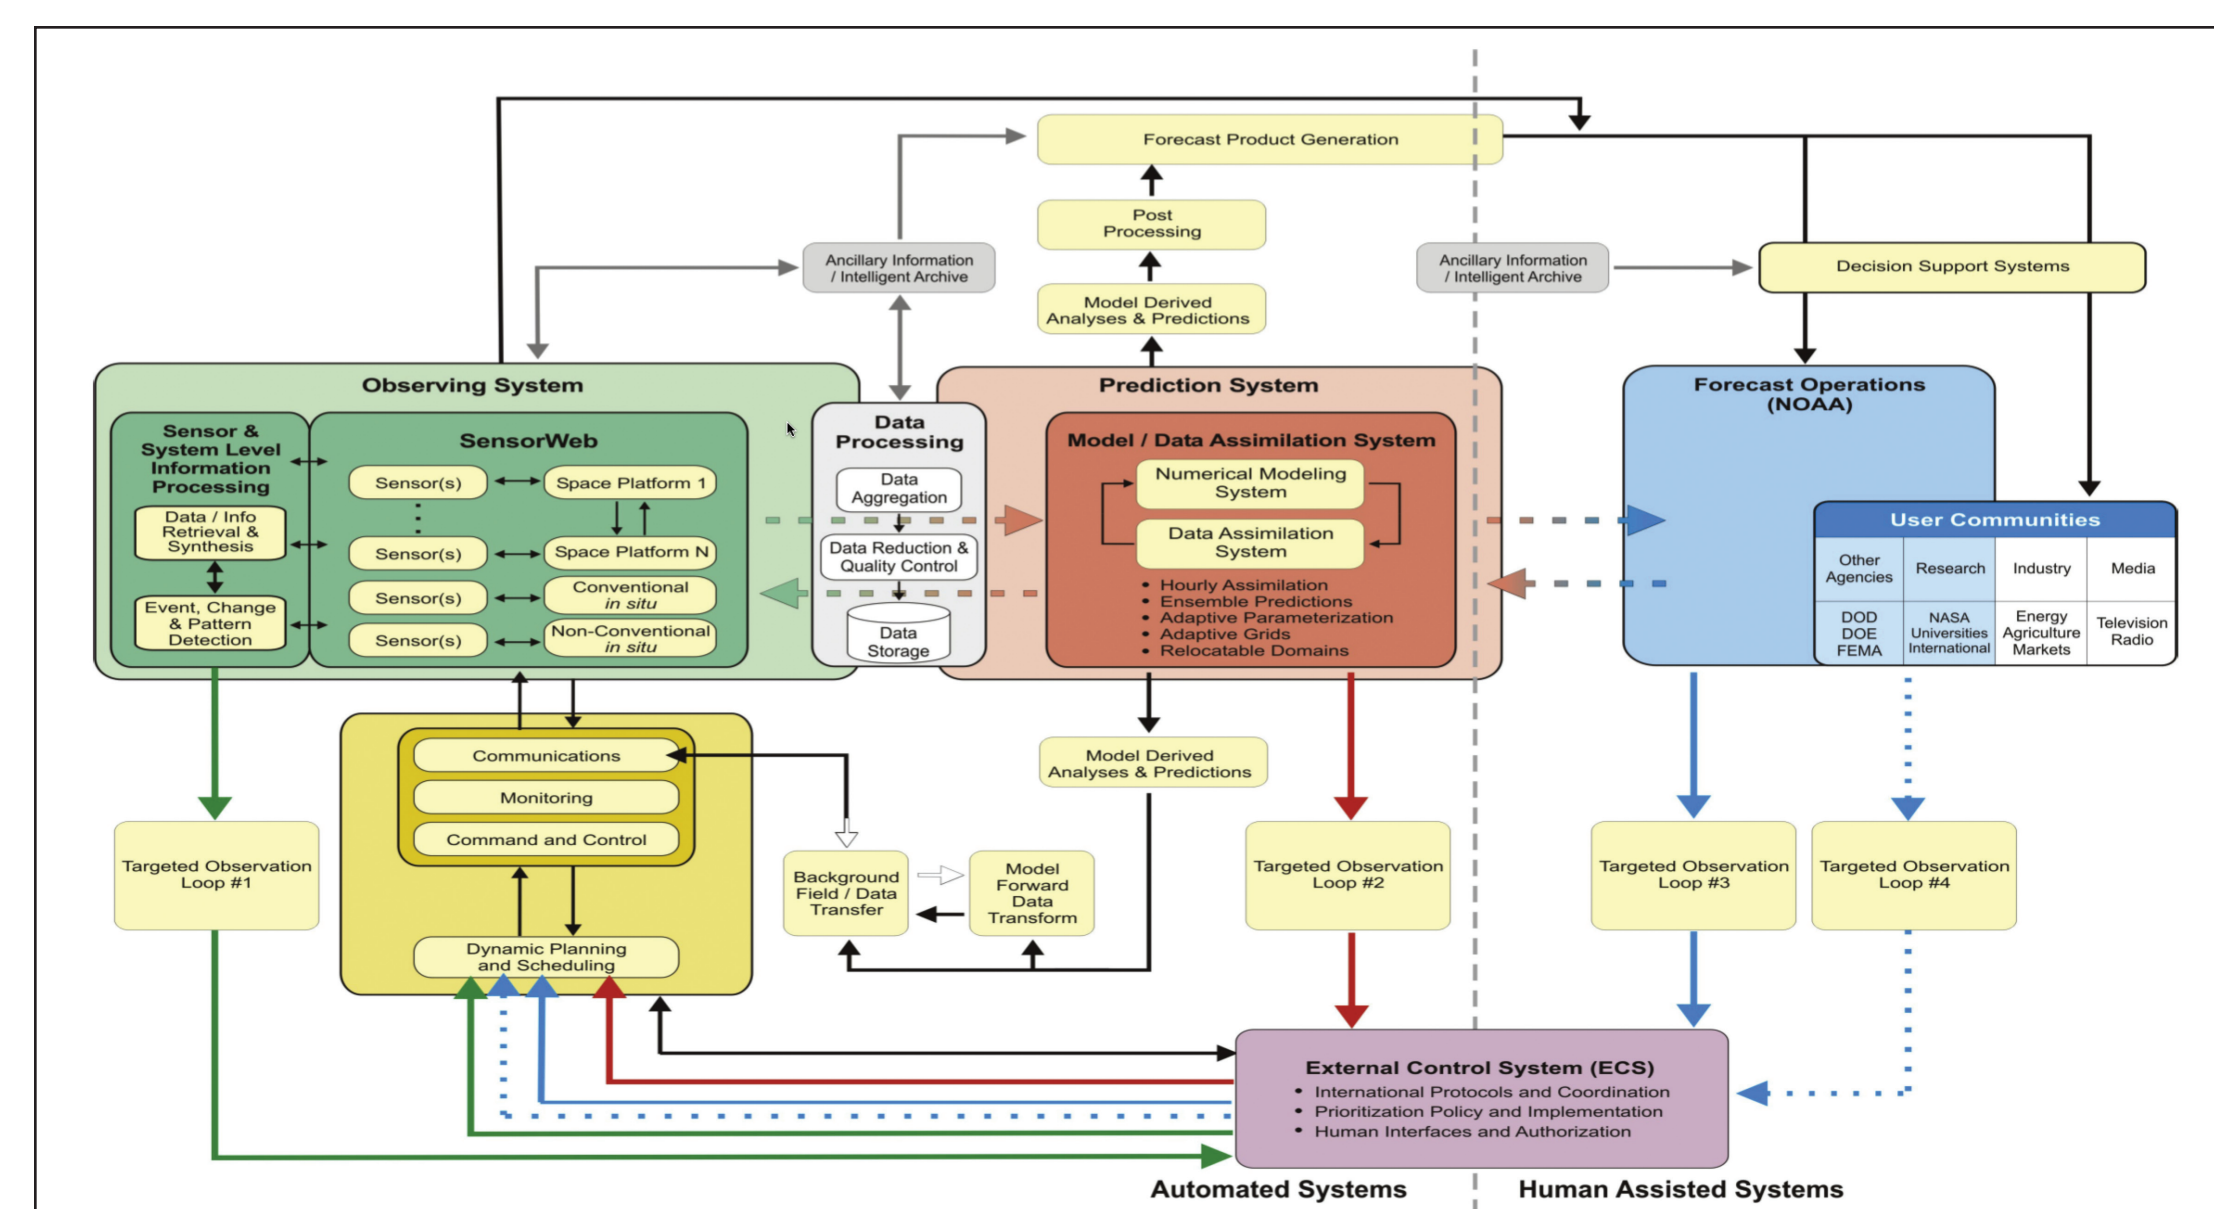 Forecast Product Generation
Post
Processing
Ancillary Information
/ Intelligent Archive
Model Derived
Analyses & Predictions
Ancillary Information
/ Intelligent Archive
Decision Support Systems
Observing System
Sensor &
System Level
Information
Processing
Data / Info
Retrieval &
Synthesis
Event, Change
& Pattern
Detection
SensorWeb
Sensor(s)
Space Platform 1
Sensor(s)
Space Platform N
Sensor(s)
Conventional
in situ
Sensor(s)
Non-Conventional
in situ
Data
Processing
Data
Aggregation
Data Reduction &
Quality Control
Data
Storage
Prediction System
Model / Data Assimilation System
Numerical Modeling
System
Data Assimilation
System
• Hourly Assimilation
• Ensemble Predictions
• Adaptive Parameterization
• Adaptive Grids
• Relocatable Domains
Forecast Operations
(NOAA)
User Communities
Other
Agencies
Research
Industry
Media
DOD
DOE
FEMA
NASA
Universities
International
Energy
Agriculture
Markets
Television
Radio
Communications
Monitoring
Command and Control
Dynamic Planning
and Scheduling
Model Derived
Analyses & Predictions
Targeted Observation
Loop #1
Background
Field / Data
Transfer
Model
Forward
Data
Transform
Targeted Observation
Loop #2
Targeted Observation
Loop #3
Targeted Observation
Loop #4
External Control System (ECS)
• International Protocols and Coordination
• Prioritization Policy and Implementation
• Human Interfaces and Authorization
Automated Systems
Human Assisted Systems